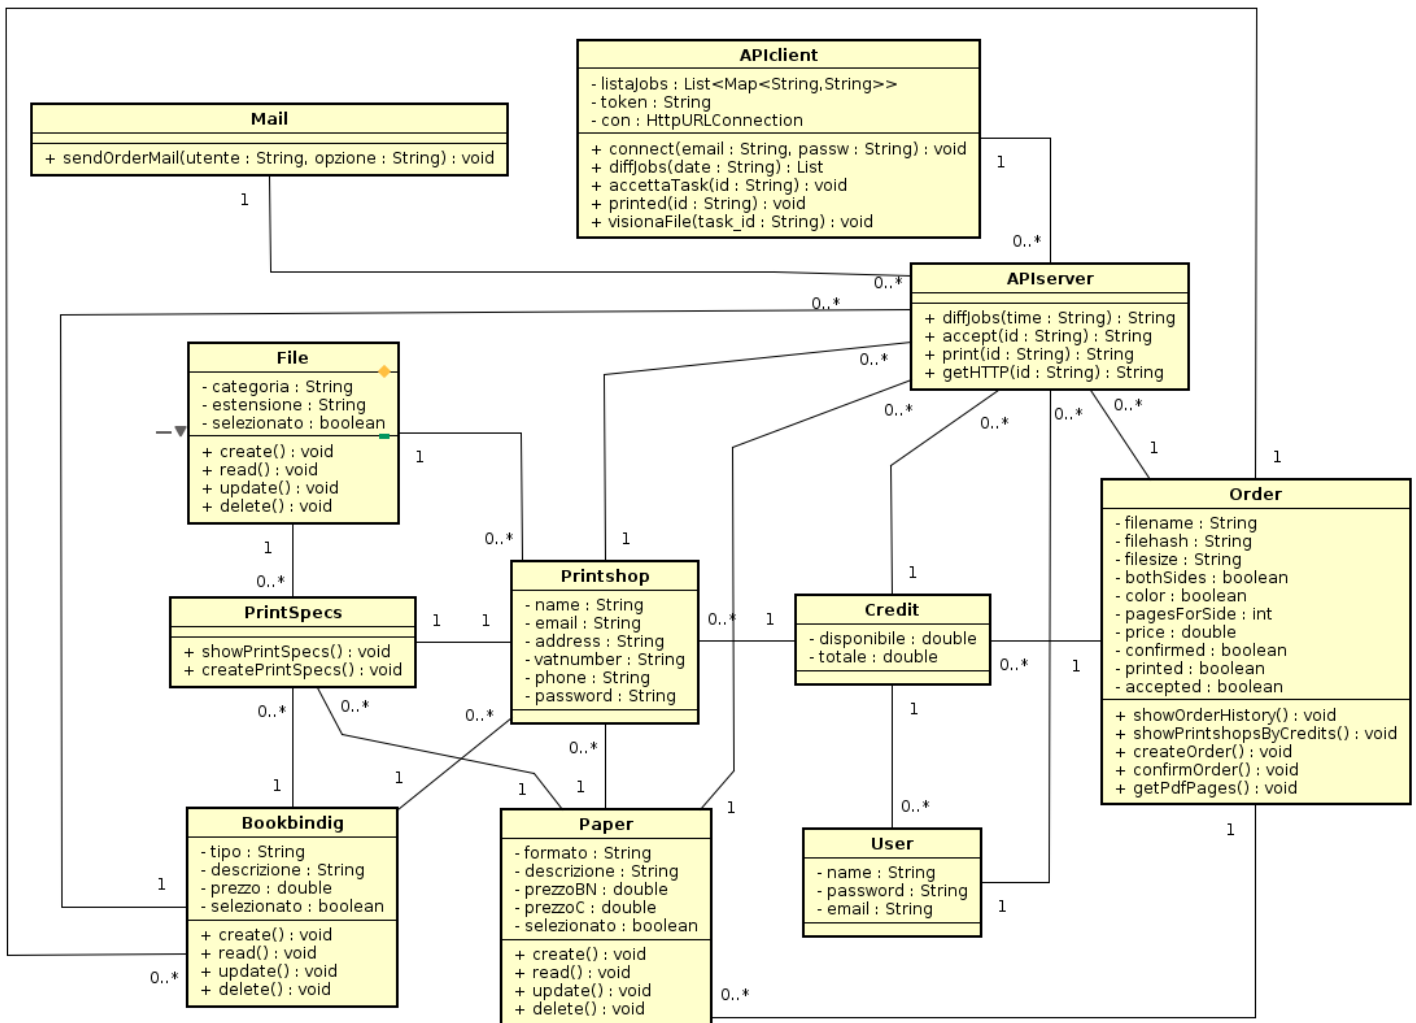 APIclient
- listaJobs : List<Map<String,String>>
- token : String
- con : HttpURLConnection
+ connect(email : String, passw : String) : void
+ diffJobs(date : String) : List
+ accettaTask(id : String) : void
+ printed(id : String) : void
+ visionaFile(task_id : String) : void
1
0..*
Mail
+ sendOrderMail(utente : String, opzione : String) : void
1
0..*
0..*
APIserver
+ diffJobs(time : String) : String
+ accept(id : String) : String
+ print(id : String) : String
+ getHTTP(id : String) : String
0..*
0..*
0..*
0..*
0..*
1
1
File
- categoria : String
- estensione : String
- selezionato : boolean
+ create() : void
+ read() : void
+ update() : void
+ delete() : void
1
0..*
1
0..*
1
1
PrintSpecs
+ showPrintSpecs() : void
+ createPrintSpecs() : void
1
1
0..*
0..*
1
1
Printshop
- name : String
- email : String
- address : String
- vatnumber : String
- phone : String
- password : String
0..*
1
0..*
0..*
1
1
Credit
- disponibile : double
- totale : double
0..*
1
1
0..*
Order
- filename : String
- filehash : String
- filesize : String
- bothSides : boolean
- color : boolean
- pagesForSide : int
- price : double
- confirmed : boolean
- printed : boolean
- accepted : boolean
+ showOrderHistory() : void
+ showPrintshopsByCredits() : void
+ createOrder() : void
+ confirmOrder() : void
+ getPdfPages() : void
1
Bookbindig
- tipo : String
- descrizione : String
- prezzo : double
- selezionato : boolean
+ create() : void
+ read() : void
+ update() : void
+ delete() : void
1
0..*
Paper
- formato : String
- descrizione : String
- prezzoBN : double
- prezzoC : double
- selezionato : boolean
+ create() : void
+ read() : void
+ update() : void
+ delete() : void
1
0..*
User
- name : String
- password : String
- email : String
1